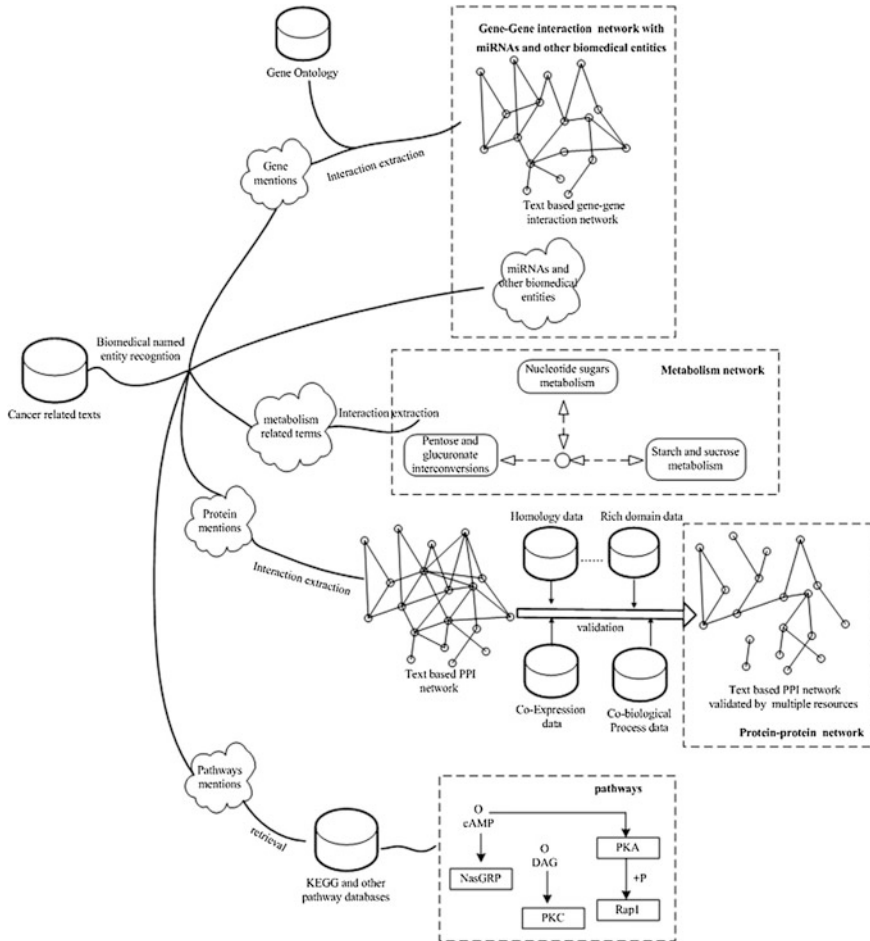 Gene Ontology
Gene-Gene interaction network with
miRNAs and other biomedical entities
Gene
mentions
Interaction extraction
Text based gene-gene
interaction network
miRNAs and
other biomedical
entities
Biomedical named
entity recogntion
Cancer related texts
metabolism
related terms
Interaction extraction
Metabolism network
Nucleotide sugars
metabolism
Pentose and
glucuronate
interconversions
Starch and sucrose
metabolism
Protein
mentions
Interaction extraction
Text based PPI
network
Homology data
Rich domain data
validation
Co-Expression
data
Co-biological
Process data
Text based PPI network
validated by multiple resources
Protein-protein network
Pathways
mentions
retrieval
KEGG and other
pathway databases
pathways
O
cAMP
NasGRP
O
DAG
PKC
PKA
+P
Rap1